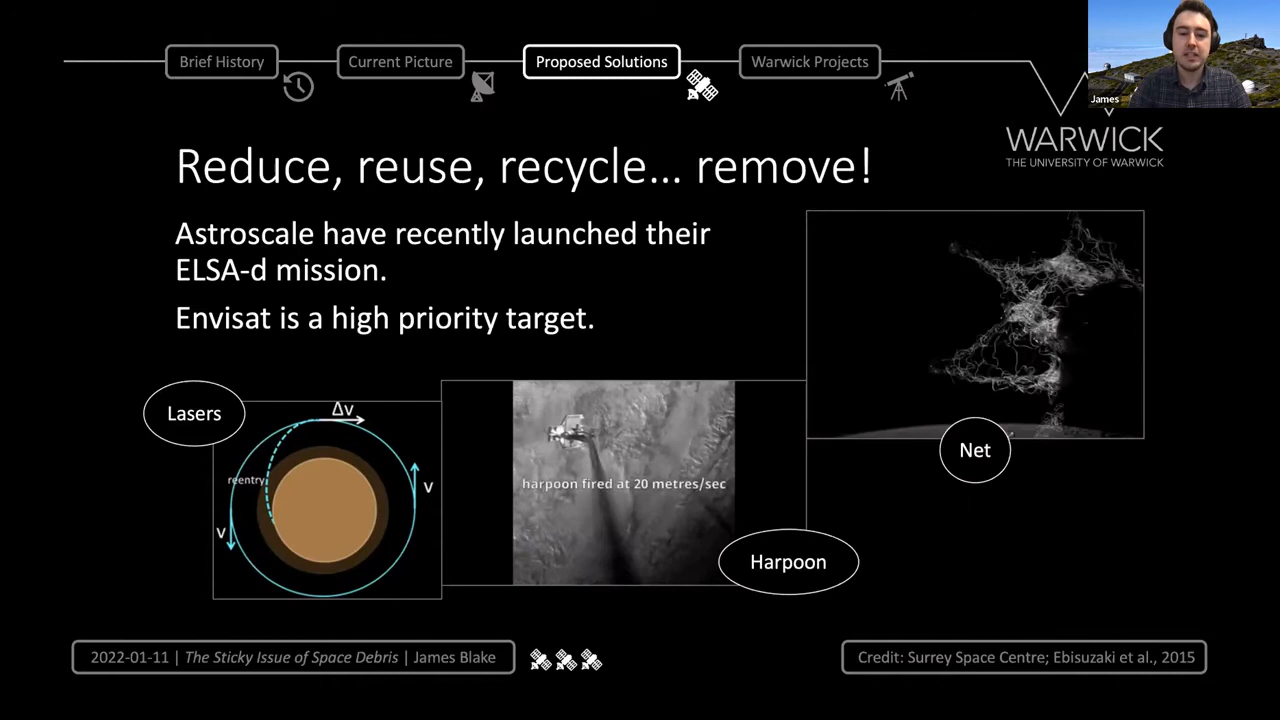 Brief History
Current Picture
Proposed Solutions
Warwick Projects
James
WARWICK
THE UNIVERSITY OF WARWICK
Reduce, reuse, recycle... remove!
Astroscale have recently launched their
ELSA-d mission.
Envisat is a high priority target.
Lasers
Δv
reentry
v
v
harpoon fired at 20 metres/sec
Harpoon
Net
2022-01-11 | The Sticky Issue of Space Debris | James Blake
Credit: Surrey Space Centre; Ebisuzaki et al., 2015